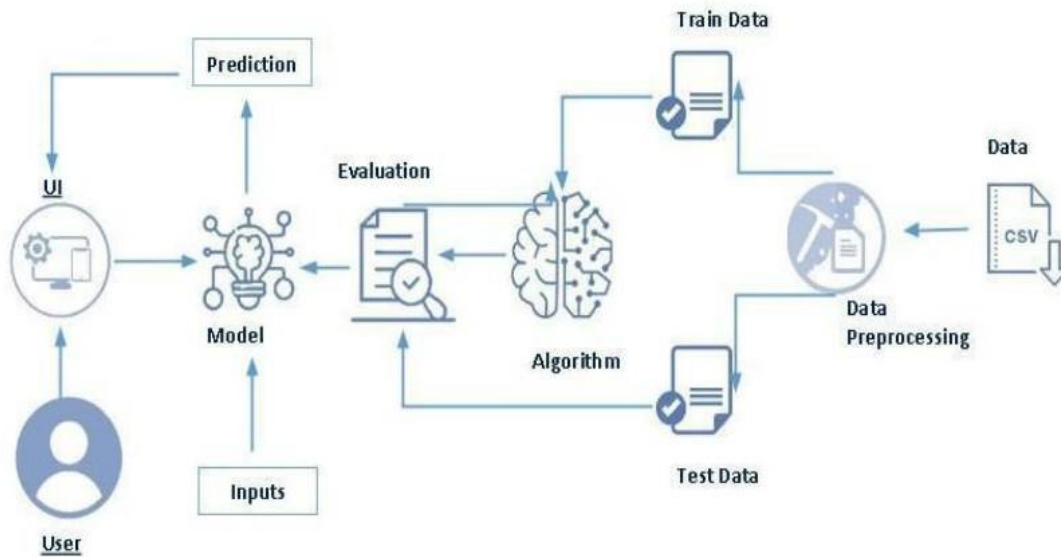 Train Data
Prediction
Evaluation
Data
UI
CSV
Model
Algorithm
Data
Preprocessing
Inputs
Test Data
User